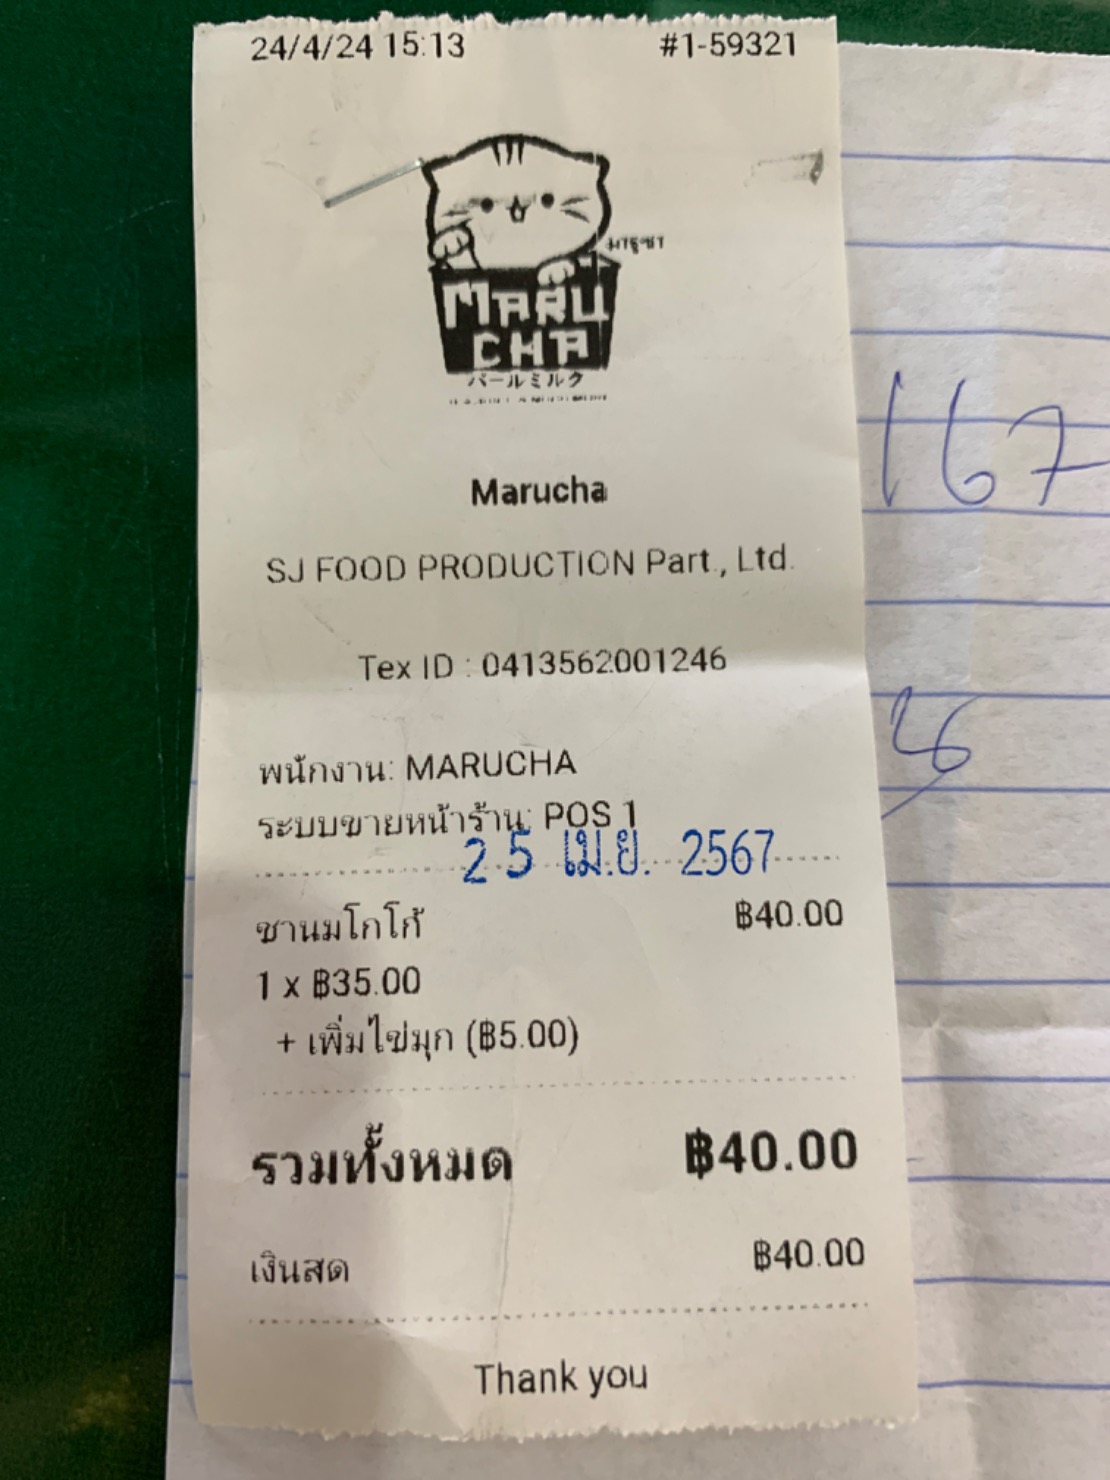 24/4/24 15:13 #1-59321
มารุชา
MARU
CHA
パールミルク
Marucha
SJ FOOD PRODUCTION Part., Ltd.
Tex ID : 0413562001246
พนักงาน: MARUCHA
ระบบขายหน้าร้าน: POS 1
25 เม.ย. 2567
ชานมโกโก้ ฿40.00
1 x ฿35.00
+ เพิ่มไข่มุก (฿5.00)
รวมทั้งหมด ฿40.00
เงินสด ฿40.00
Thank you
167